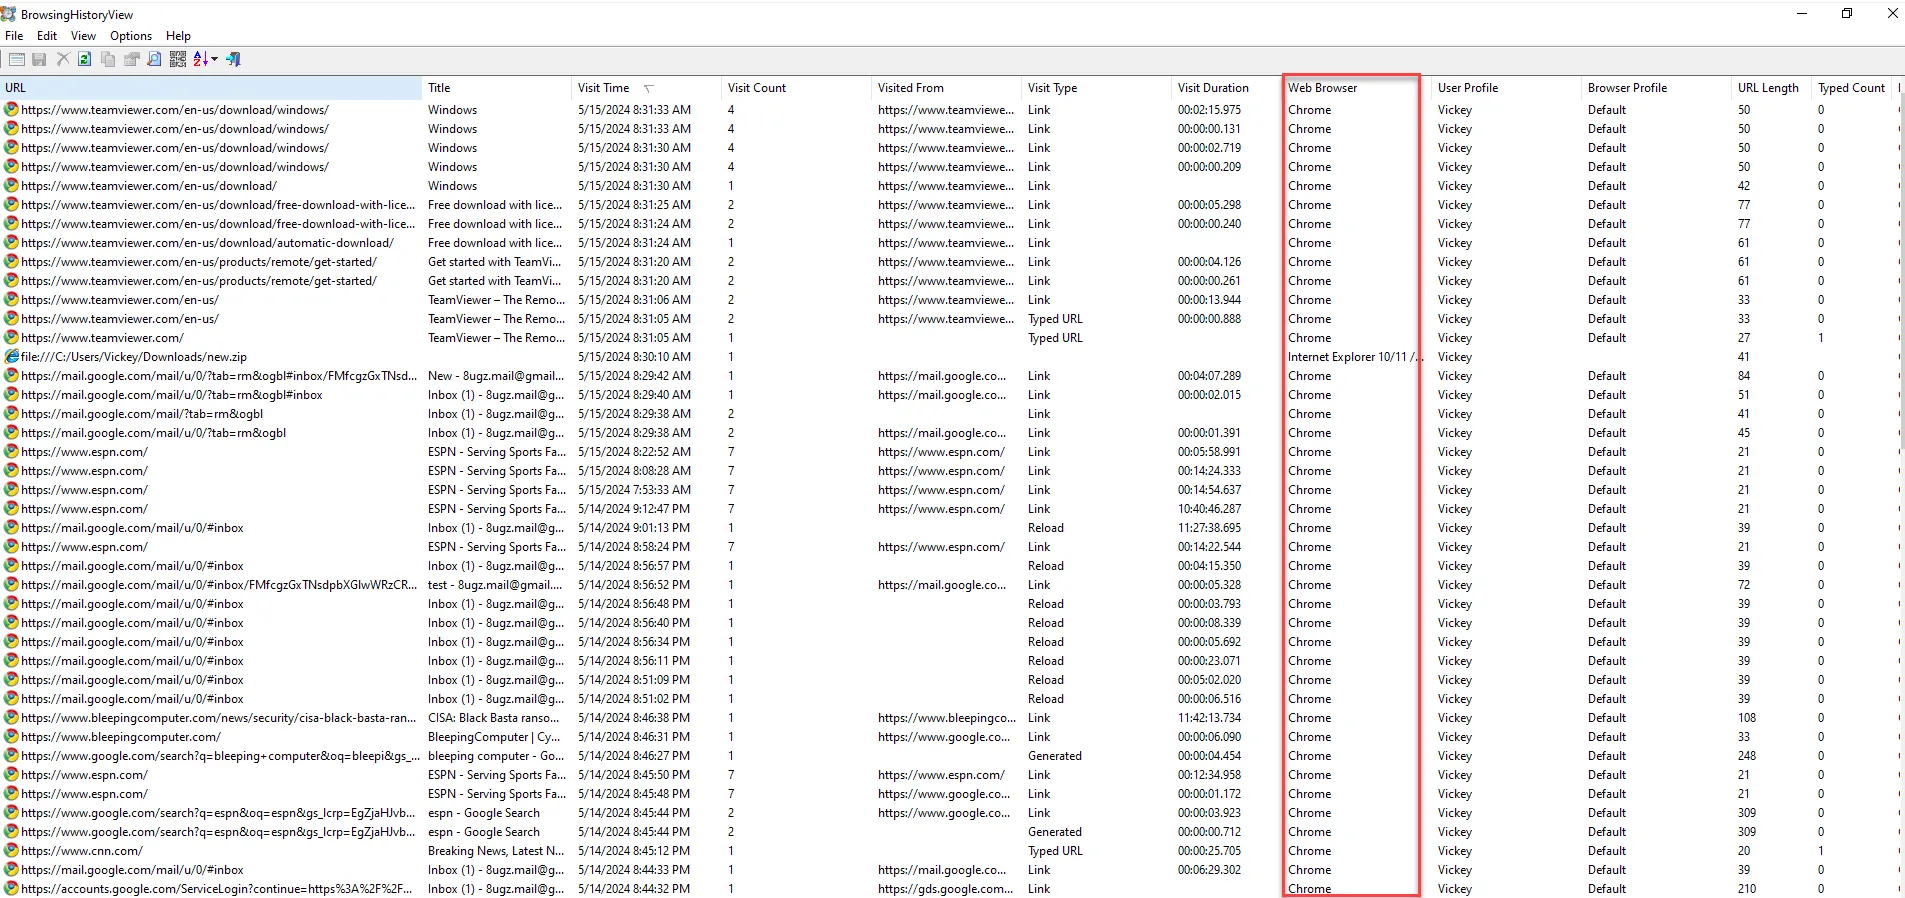 BrowsingHistoryView
File Edit View Options Help
URL Title Visit Time Visit Count Visited From Visit Type Visit Duration Web Browser User Profile Browser Profile URL Length Typed Count
https://www.teamviewer.com/en-us/download/windows/ Windows 5/15/2024 8:31:33 AM 4 https://www.teamviewe... Link 00:02:15.975 Chrome Vickey Default 50 0
https://www.teamviewer.com/en-us/download/windows/ Windows 5/15/2024 8:31:33 AM 4 https://www.teamviewe... Link 00:00:00.131 Chrome Vickey Default 50 0
https://www.teamviewer.com/en-us/download/windows/ Windows 5/15/2024 8:31:30 AM 4 https://www.teamviewe... Link 00:00:02.719 Chrome Vickey Default 50 0
https://www.teamviewer.com/en-us/download/windows/ Windows 5/15/2024 8:31:30 AM 4 https://www.teamviewe... Link 00:00:00.209 Chrome Vickey Default 50 0
https://www.teamviewer.com/en-us/download/ Windows 5/15/2024 8:31:30 AM 1 https://www.teamviewe... Link Chrome Vickey Default 42 0
https://www.teamviewer.com/en-us/download/free-download-with-lice... Free download with lice... 5/15/2024 8:31:25 AM 2 https://www.teamviewe... Link 00:00:05.298 Chrome Vickey Default 77 0
https://www.teamviewer.com/en-us/download/free-download-with-lice... Free download with lice... 5/15/2024 8:31:24 AM 2 https://www.teamviewe... Link 00:00:00.240 Chrome Vickey Default 77 0
https://www.teamviewer.com/en-us/download/automatic-download/ Free download with lice... 5/15/2024 8:31:24 AM 1 https://www.teamviewe... Link Chrome Vickey Default 61 0
https://www.teamviewer.com/en-us/products/remote/get-started/ Get started with TeamVi... 5/15/2024 8:31:20 AM 2 https://www.teamviewe... Link 00:00:04.126 Chrome Vickey Default 61 0
https://www.teamviewer.com/en-us/products/remote/get-started/ Get started with TeamVi... 5/15/2024 8:31:20 AM 2 https://www.teamviewe... Link 00:00:00.261 Chrome Vickey Default 61 0
https://www.teamviewer.com/en-us/ TeamViewer – The Remo... 5/15/2024 8:31:06 AM 2 https://www.teamviewe... Link 00:00:13.944 Chrome Vickey Default 33 0
https://www.teamviewer.com/en-us/ TeamViewer – The Remo... 5/15/2024 8:31:05 AM 2 https://www.teamviewe... Typed URL 00:00:00.888 Chrome Vickey Default 33 0
https://www.teamviewer.com/ TeamViewer – The Remo... 5/15/2024 8:31:05 AM 1 Typed URL Chrome Vickey Default 27 1
file:///C:/Users/Vickey/Downloads/new.zip 5/15/2024 8:30:10 AM 1 Internet Explorer 10/11 /... Vickey 41
https://mail.google.com/mail/u/0/?tab=rm&ogbl#inbox/FMfcgzGxTNsd... New - 8ugz.mail@gmail... 5/15/2024 8:29:42 AM 1 https://mail.google.co... Link 00:04:07.289 Chrome Vickey Default 84 0
https://mail.google.com/mail/u/0/?tab=rm&ogbl#inbox Inbox (1) - 8ugz.mail@g... 5/15/2024 8:29:40 AM 1 https://mail.google.co... Link 00:00:02.015 Chrome Vickey Default 51 0
https://mail.google.com/mail/?tab=rm&ogbl Inbox (1) - 8ugz.mail@g... 5/15/2024 8:29:38 AM 2 Link Chrome Vickey Default 41 0
https://mail.google.com/mail/u/0/?tab=rm&ogbl Inbox (1) - 8ugz.mail@g... 5/15/2024 8:29:38 AM 2 https://mail.google.co... Link 00:00:01.391 Chrome Vickey Default 45 0
https://www.espn.com/ ESPN - Serving Sports Fa... 5/15/2024 8:22:52 AM 7 https://www.espn.com/ Link 00:05:58.991 Chrome Vickey Default 21 0
https://www.espn.com/ ESPN - Serving Sports Fa... 5/15/2024 8:08:28 AM 7 https://www.espn.com/ Link 00:14:24.333 Chrome Vickey Default 21 0
https://www.espn.com/ ESPN - Serving Sports Fa... 5/15/2024 7:53:33 AM 7 https://www.espn.com/ Link 00:14:54.637 Chrome Vickey Default 21 0
https://www.espn.com/ ESPN - Serving Sports Fa... 5/14/2024 9:12:47 PM 7 https://www.espn.com/ Link 10:40:46.287 Chrome Vickey Default 21 0
https://mail.google.com/mail/u/0/#inbox Inbox (1) - 8ugz.mail@g... 5/14/2024 9:01:13 PM 1 Reload 11:27:38.695 Chrome Vickey Default 39 0
https://www.espn.com/ ESPN - Serving Sports Fa... 5/14/2024 8:58:24 PM 7 https://www.espn.com/ Link 00:14:22.544 Chrome Vickey Default 21 0
https://mail.google.com/mail/u/0/#inbox Inbox (1) - 8ugz.mail@g... 5/14/2024 8:56:57 PM 1 Reload 00:04:15.350 Chrome Vickey Default 39 0
https://mail.google.com/mail/u/0/#inbox/FMfcgzGxTNsdpbXGlwWRzCR... test - 8ugz.mail@gmail.... 5/14/2024 8:56:52 PM 1 https://mail.google.co... Link 00:00:05.328 Chrome Vickey Default 72 0
https://mail.google.com/mail/u/0/#inbox Inbox (1) - 8ugz.mail@g... 5/14/2024 8:56:48 PM 1 Reload 00:00:03.793 Chrome Vickey Default 39 0
https://mail.google.com/mail/u/0/#inbox Inbox (1) - 8ugz.mail@g... 5/14/2024 8:56:40 PM 1 Reload 00:00:08.339 Chrome Vickey Default 39 0
https://mail.google.com/mail/u/0/#inbox Inbox (1) - 8ugz.mail@g... 5/14/2024 8:56:34 PM 1 Reload 00:00:05.692 Chrome Vickey Default 39 0
https://mail.google.com/mail/u/0/#inbox Inbox (1) - 8ugz.mail@g... 5/14/2024 8:56:11 PM 1 Reload 00:00:23.071 Chrome Vickey Default 39 0
https://mail.google.com/mail/u/0/#inbox Inbox (1) - 8ugz.mail@g... 5/14/2024 8:51:09 PM 1 Reload 00:05:02.020 Chrome Vickey Default 39 0
https://mail.google.com/mail/u/0/#inbox Inbox (1) - 8ugz.mail@g... 5/14/2024 8:51:02 PM 1 Reload 00:00:06.516 Chrome Vickey Default 39 0
https://www.bleepingcomputer.com/news/security/cisa-black-basta-ran... CISA: Black Basta ranso... 5/14/2024 8:46:38 PM 1 https://www.bleepingco... Link 11:42:13.734 Chrome Vickey Default 108 0
https://www.bleepingcomputer.com/ BleepingComputer | Cy... 5/14/2024 8:46:31 PM 1 https://www.google.co... Link 00:00:06.090 Chrome Vickey Default 33 0
https://www.google.com/search?q=bleeping+computer&oq=bleepi&gs_... bleeping computer - Go... 5/14/2024 8:46:27 PM 1 Generated 00:00:04.454 Chrome Vickey Default 248 0
https://www.espn.com/ ESPN - Serving Sports Fa... 5/14/2024 8:45:50 PM 7 https://www.espn.com/ Link 00:12:34.958 Chrome Vickey Default 21 0
https://www.espn.com/ ESPN - Serving Sports Fa... 5/14/2024 8:45:48 PM 7 https://www.google.co... Link 00:00:01.172 Chrome Vickey Default 21 0
https://www.google.com/search?q=espn&oq=espn&gs_lcrp=EgZjaHJvb... espn - Google Search 5/14/2024 8:45:44 PM 2 https://www.google.co... Link 00:00:03.923 Chrome Vickey Default 309 0
https://www.google.com/search?q=espn&oq=espn&gs_lcrp=EgZjaHJvb... espn - Google Search 5/14/2024 8:45:44 PM 2 Generated 00:00:00.712 Chrome Vickey Default 309 0
https://www.cnn.com/ Breaking News, Latest N... 5/14/2024 8:45:12 PM 1 Typed URL 00:00:25.705 Chrome Vickey Default 20 1
https://mail.google.com/mail/u/0/#inbox Inbox (1) - 8ugz.mail@g... 5/14/2024 8:44:33 PM 1 https://mail.google.co... Link 00:06:29.302 Chrome Vickey Default 39 0
https://accounts.google.com/ServiceLogin?continue=https%3A%2F%2F... Inbox (1) - 8ugz.mail@g... 5/14/2024 8:44:32 PM 1 https://gds.google.com... Link Chrome Vickey Default 210 0